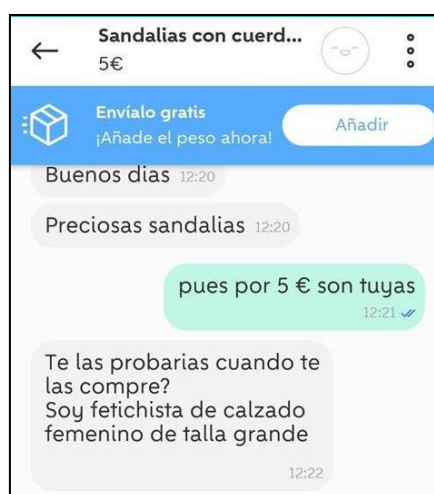 Sandalias con cuerd...
5€
Envíalo gratis
¡Añade el peso ahora!
Añadir
Buenos dias 12:20
Preciosas sandalias 12:20
pues por 5 € son tuyas
12:21
Te las probarias cuando te
las compre?
Soy fetichista de calzado
femenino de talla grande
12:22